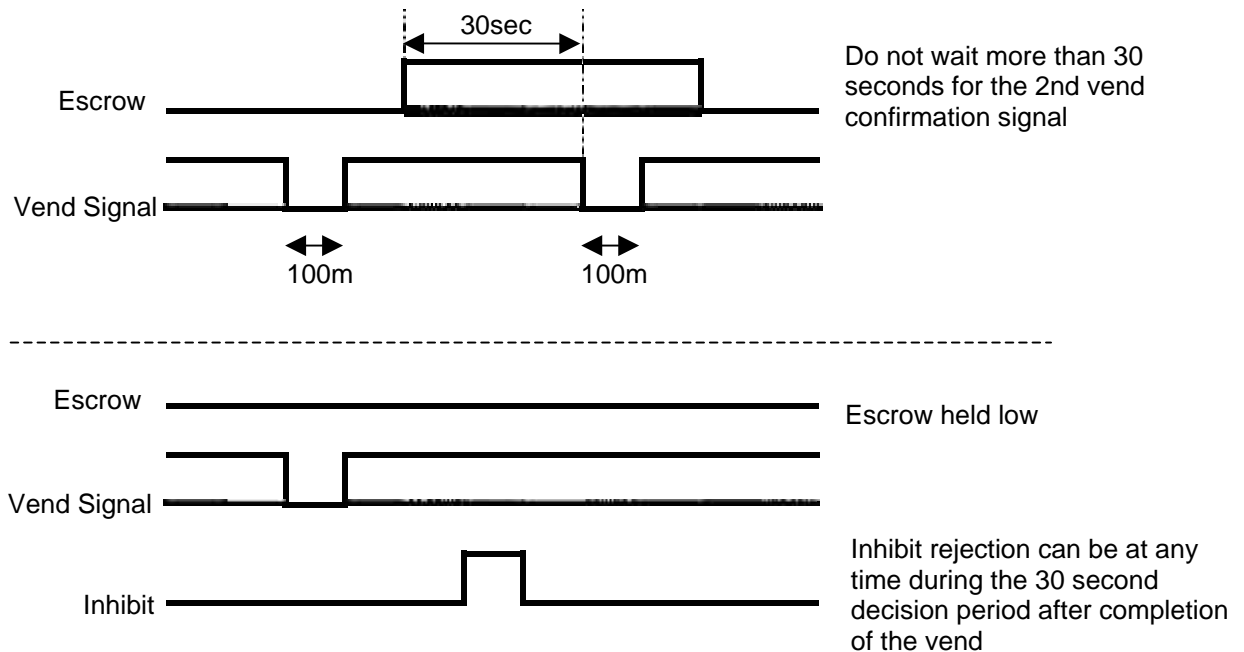 30sec
Do not wait more than 30
seconds for the 2nd vend
confirmation signal
Escrow
Vend Signal
100m
100m
Escrow
Escrow held low
Vend Signal
Inhibit rejection can be at any
time during the 30 second
decision period after completion
of the vend
Inhibit